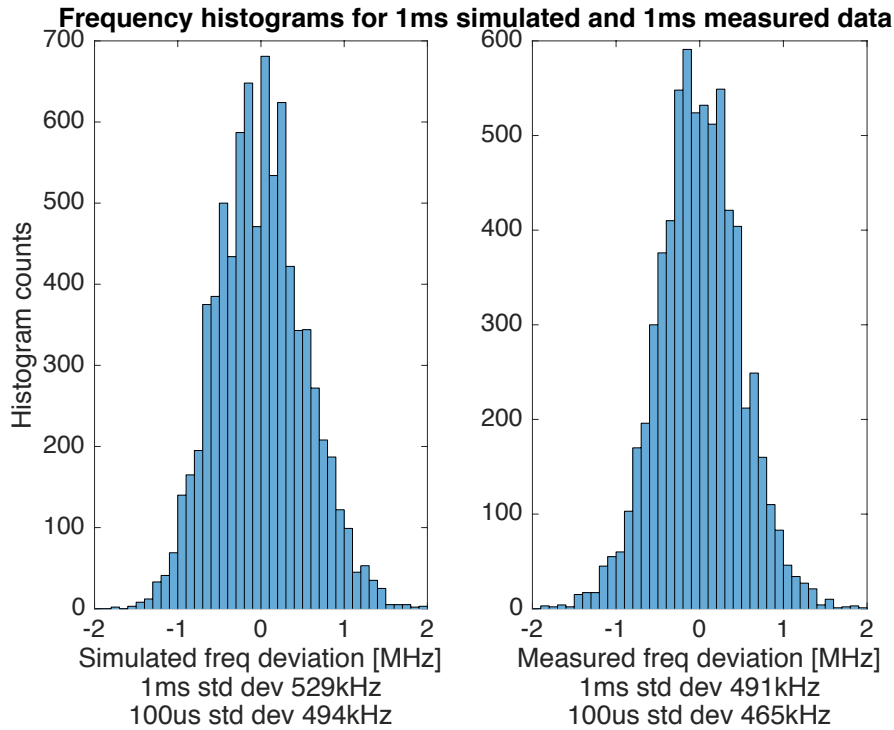 Frequency histograms for 1ms simulated and 1ms measured data
Histogram counts
700
600
500
400
300
200
100
0
-2 -1 0 1 2
Simulated freq deviation [MHz]
1ms std dev 529kHz
100us std dev 494kHz
600
500
400
300
200
100
0
-2 -1 0 1 2
Measured freq deviation [MHz]
1ms std dev 491kHz
100us std dev 465kHz